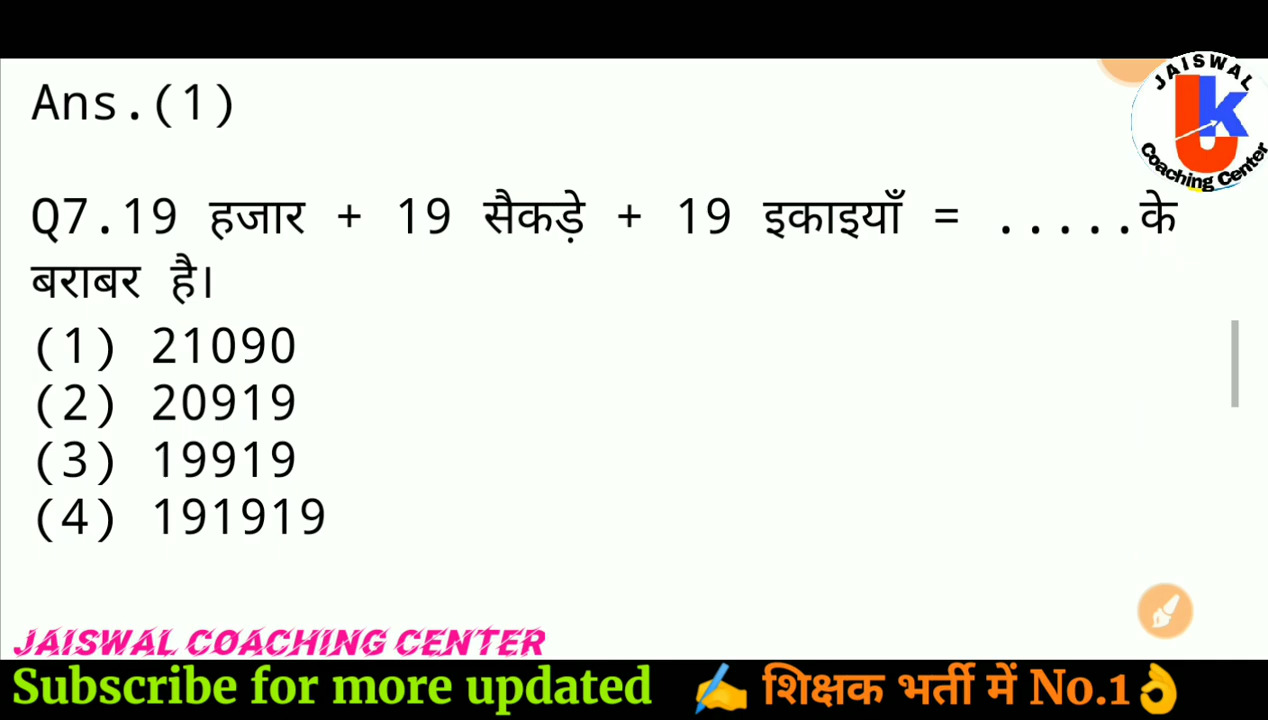 Ans.(1)
JAISWAL
JK
Coaching Center
Q7.19 हजार + 19 सैकड़े + 19 इकाइयाँ = .....के
बराबर है।
(1) 21090
(2) 20919
(3) 19919
(4) 191919
JAISWAL COACHING CENTER
Subscribe for more updated ✍️ शिक्षक भर्ती में No.1👌